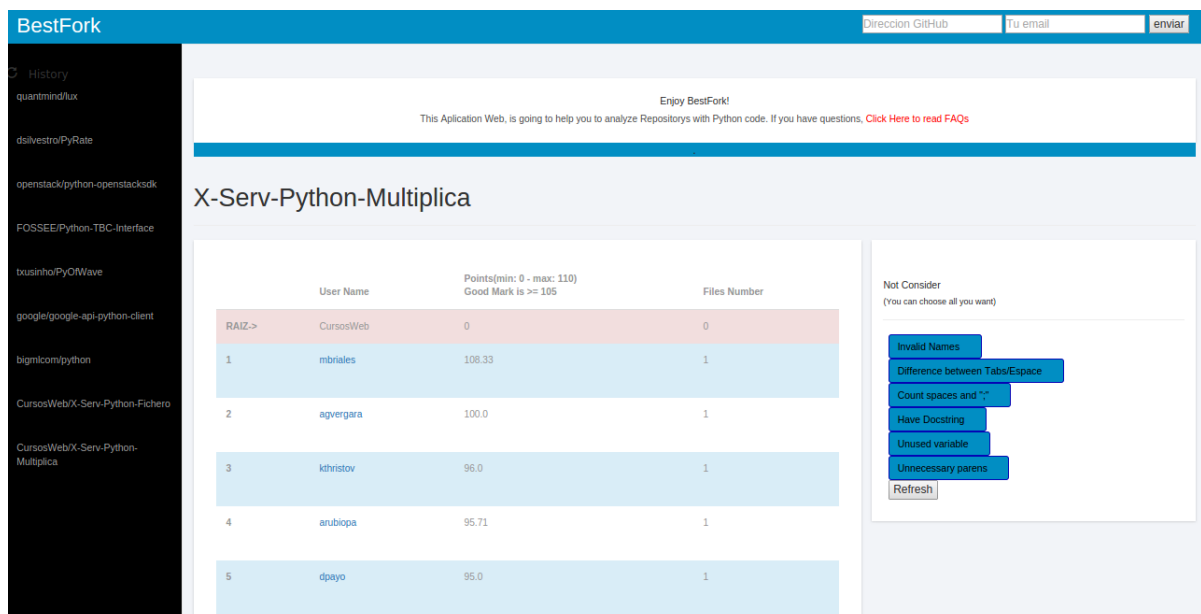 BestFork
Direccion GitHub
Tu email
enviar
History
quantmind/lux
dsilvestro/PyRate
openstack/python-openstacksdk
FOSSEE/Python-TBC-Interface
txusinho/PyOfWave
google/google-api-python-client
bigmlcom/python
CursosWeb/X-Serv-Python-Fichero
CursosWeb/X-Serv-Python-
Multiplica
Enjoy BestFork!
This Aplication Web, is going to help you to analyze Repositorys with Python code. If you have questions, Click Here to read FAQs
X-Serv-Python-Multiplica
User Name
Points(min: 0 - max: 110)
Good Mark is >= 105
Files Number
RAIZ-> CursosWeb 0 0
1 mbriales 108.33 1
2 agvergara 100.0 1
3 kthristov 96.0 1
4 arubiopa 95.71 1
5 dpayo 95.0 1
Not Consider
(You can choose all you want)
Invalid Names
Difference between Tabs/Espace
Count spaces and ";"
Have Docstring
Unused variable
Unnecessary parens
Refresh